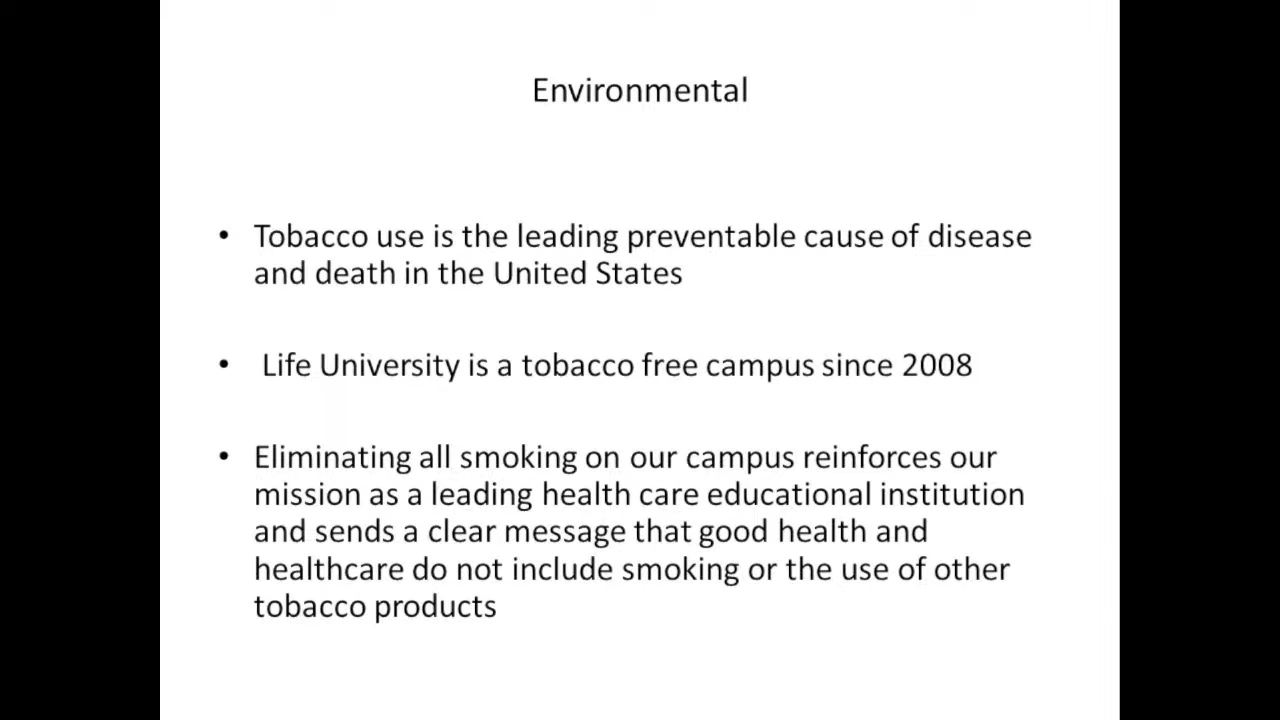 Environmental
• Tobacco use is the leading preventable cause of disease
and death in the United States
• Life University is a tobacco free campus since 2008
• Eliminating all smoking on our campus reinforces our
mission as a leading health care educational institution
and sends a clear message that good health and
healthcare do not include smoking or the use of other
tobacco products